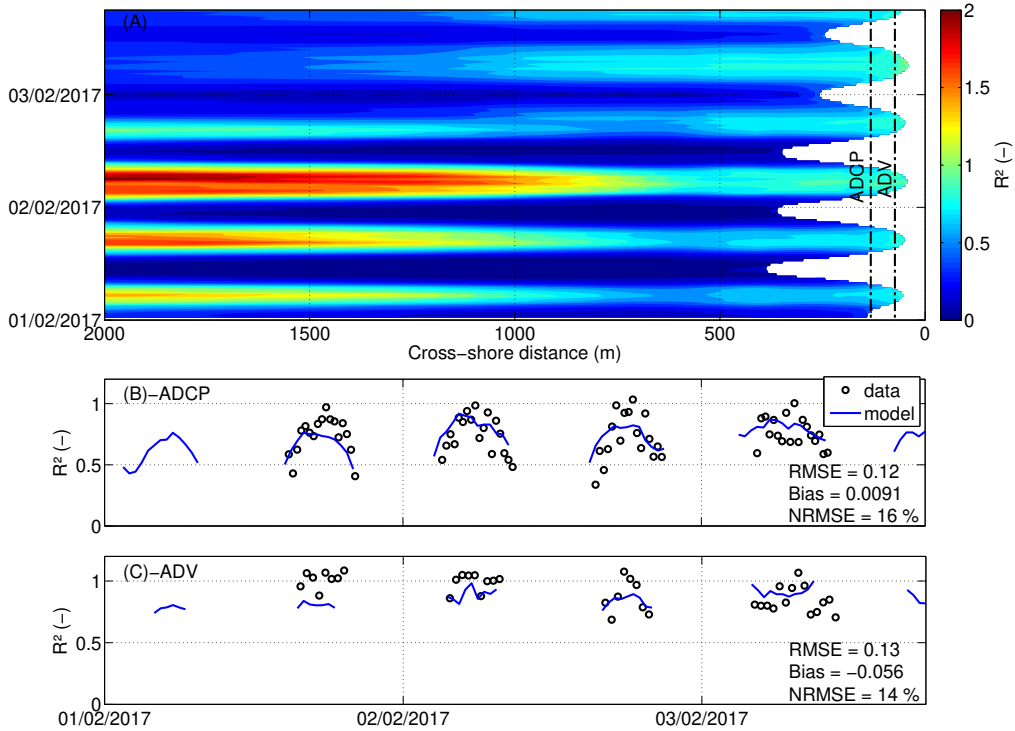 (A)
2
1.5
1
0.5
0
R² (−)
03/02/2017
02/02/2017
01/02/2017
ADCP
ADV
2000
1500
1000
500
0
Cross−shore distance (m)
(B)−ADCP
data
model
1
0.5
0
R² (−)
RMSE = 0.12
Bias = 0.0091
NRMSE = 16 %
(C)−ADV
1
0.5
0
R² (−)
RMSE = 0.13
Bias = −0.056
NRMSE = 14 %
01/02/2017
02/02/2017
03/02/2017